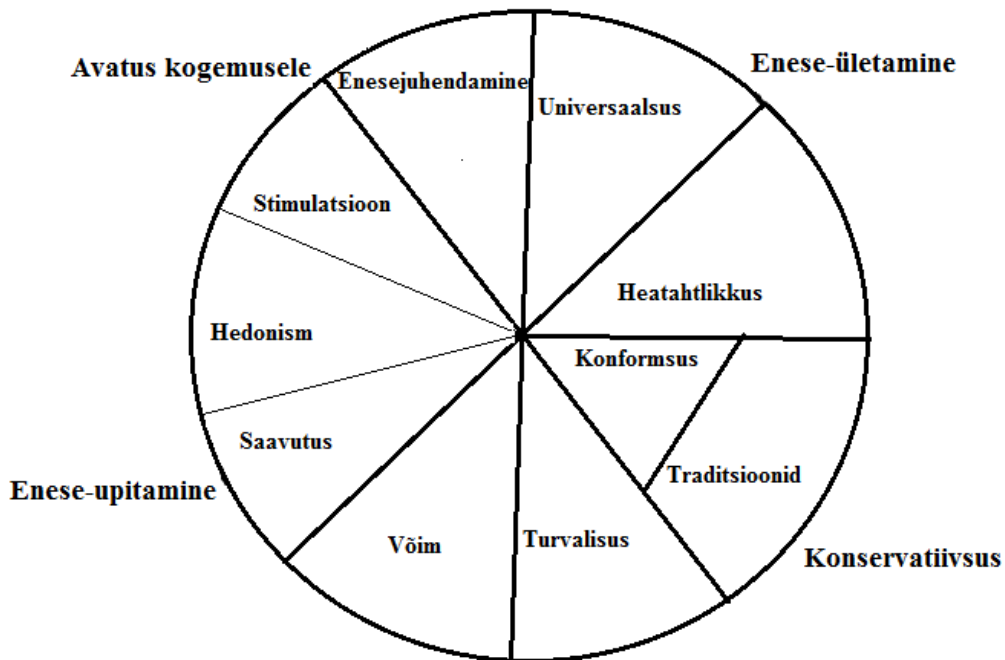 Avatus kogemusele
Enese-ületamine
Enesejuhendamine
Universaalsus
Stimulatsioon
Heatahtlikkus
Hedonism
Konformsus
Saavutus
Traditsioonid
Enese-upitamine
Võim
Turvalisus
Konservatiivsus